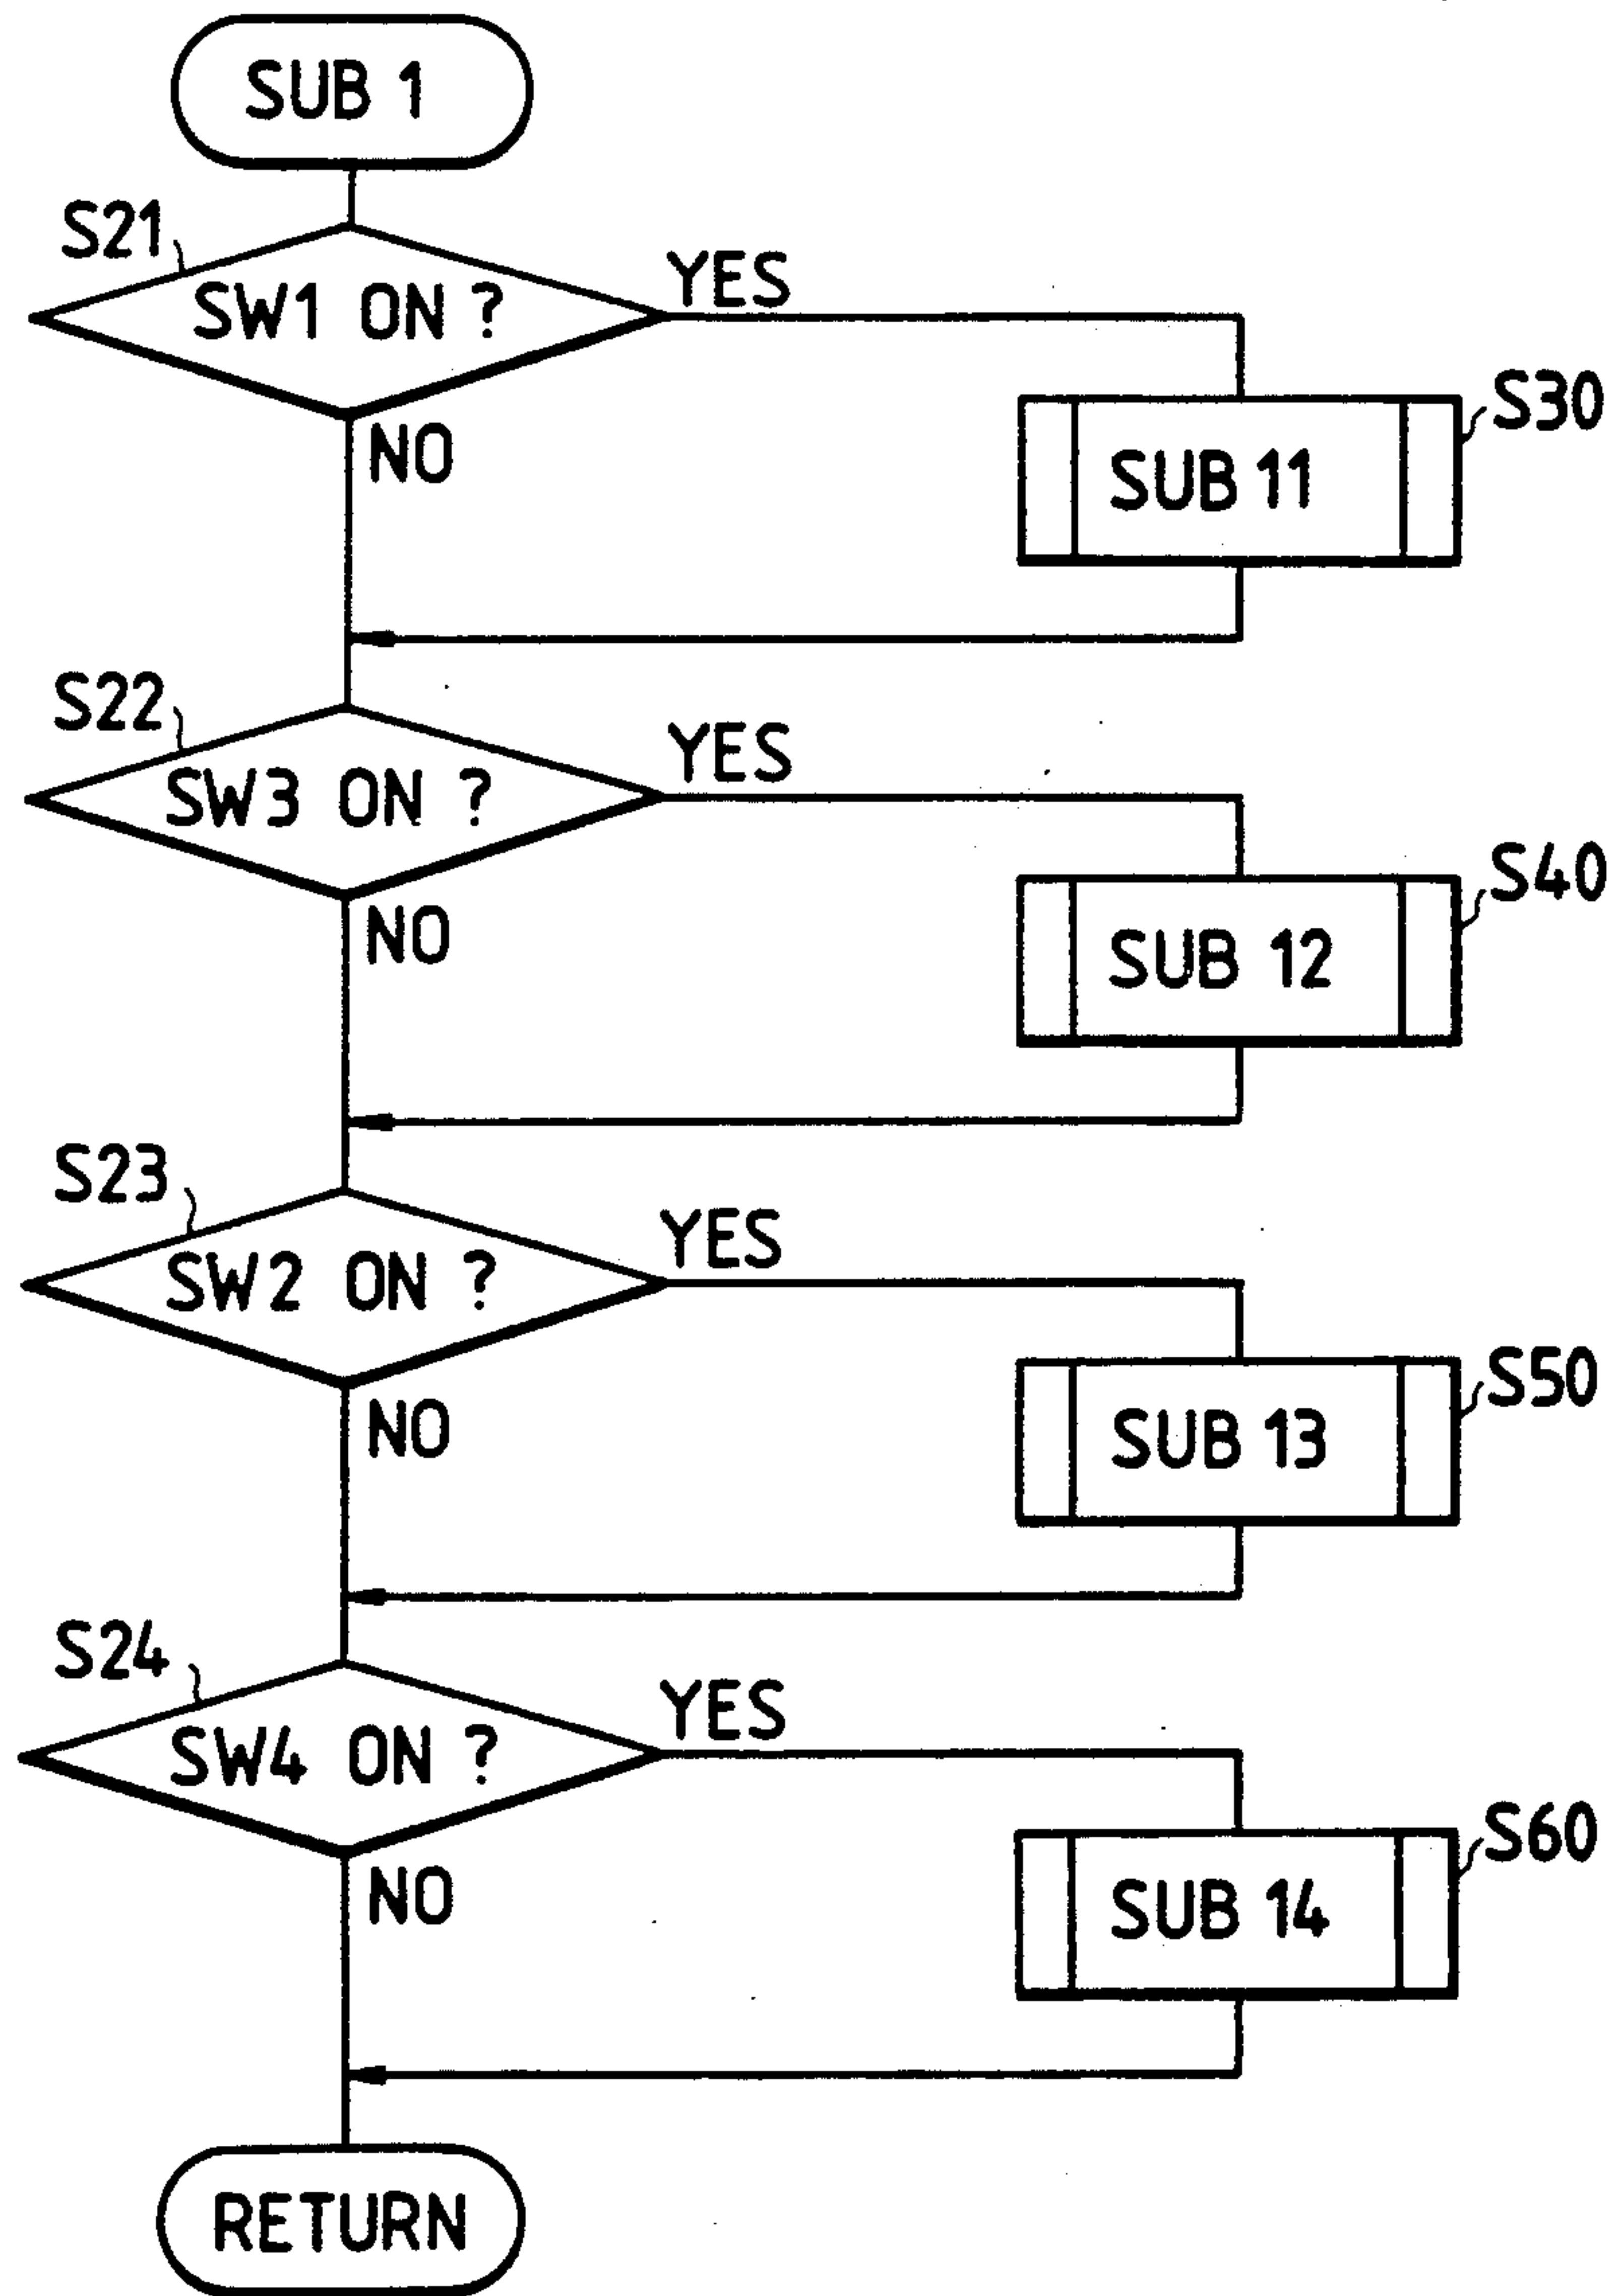 SUB 1
S21
SW1 ON ?
YES
NO
SUB 11
S30
S22
SW3 ON ?
YES
NO
SUB 12
S40
S23
SW2 ON ?
YES
NO
SUB 13
S50
S24
SW4 ON ?
YES
NO
SUB 14
S60
RETURN